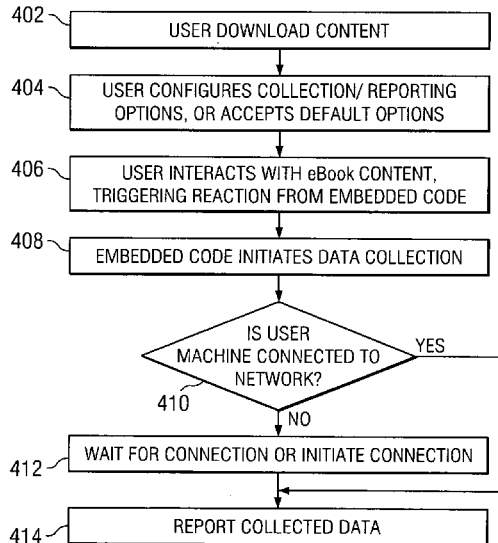 402
USER DOWNLOAD CONTENT
404
USER CONFIGURES COLLECTION/ REPORTING
OPTIONS, OR ACCEPTS DEFAULT OPTIONS
406
USER INTERACTS WITH eBook CONTENT,
TRIGGERING REACTION FROM EMBEDDED CODE
408
EMBEDDED CODE INITIATES DATA COLLECTION
IS USER
MACHINE CONNECTED TO
NETWORK?
YES
410
NO
412
WAIT FOR CONNECTION OR INITIATE CONNECTION
414
REPORT COLLECTED DATA